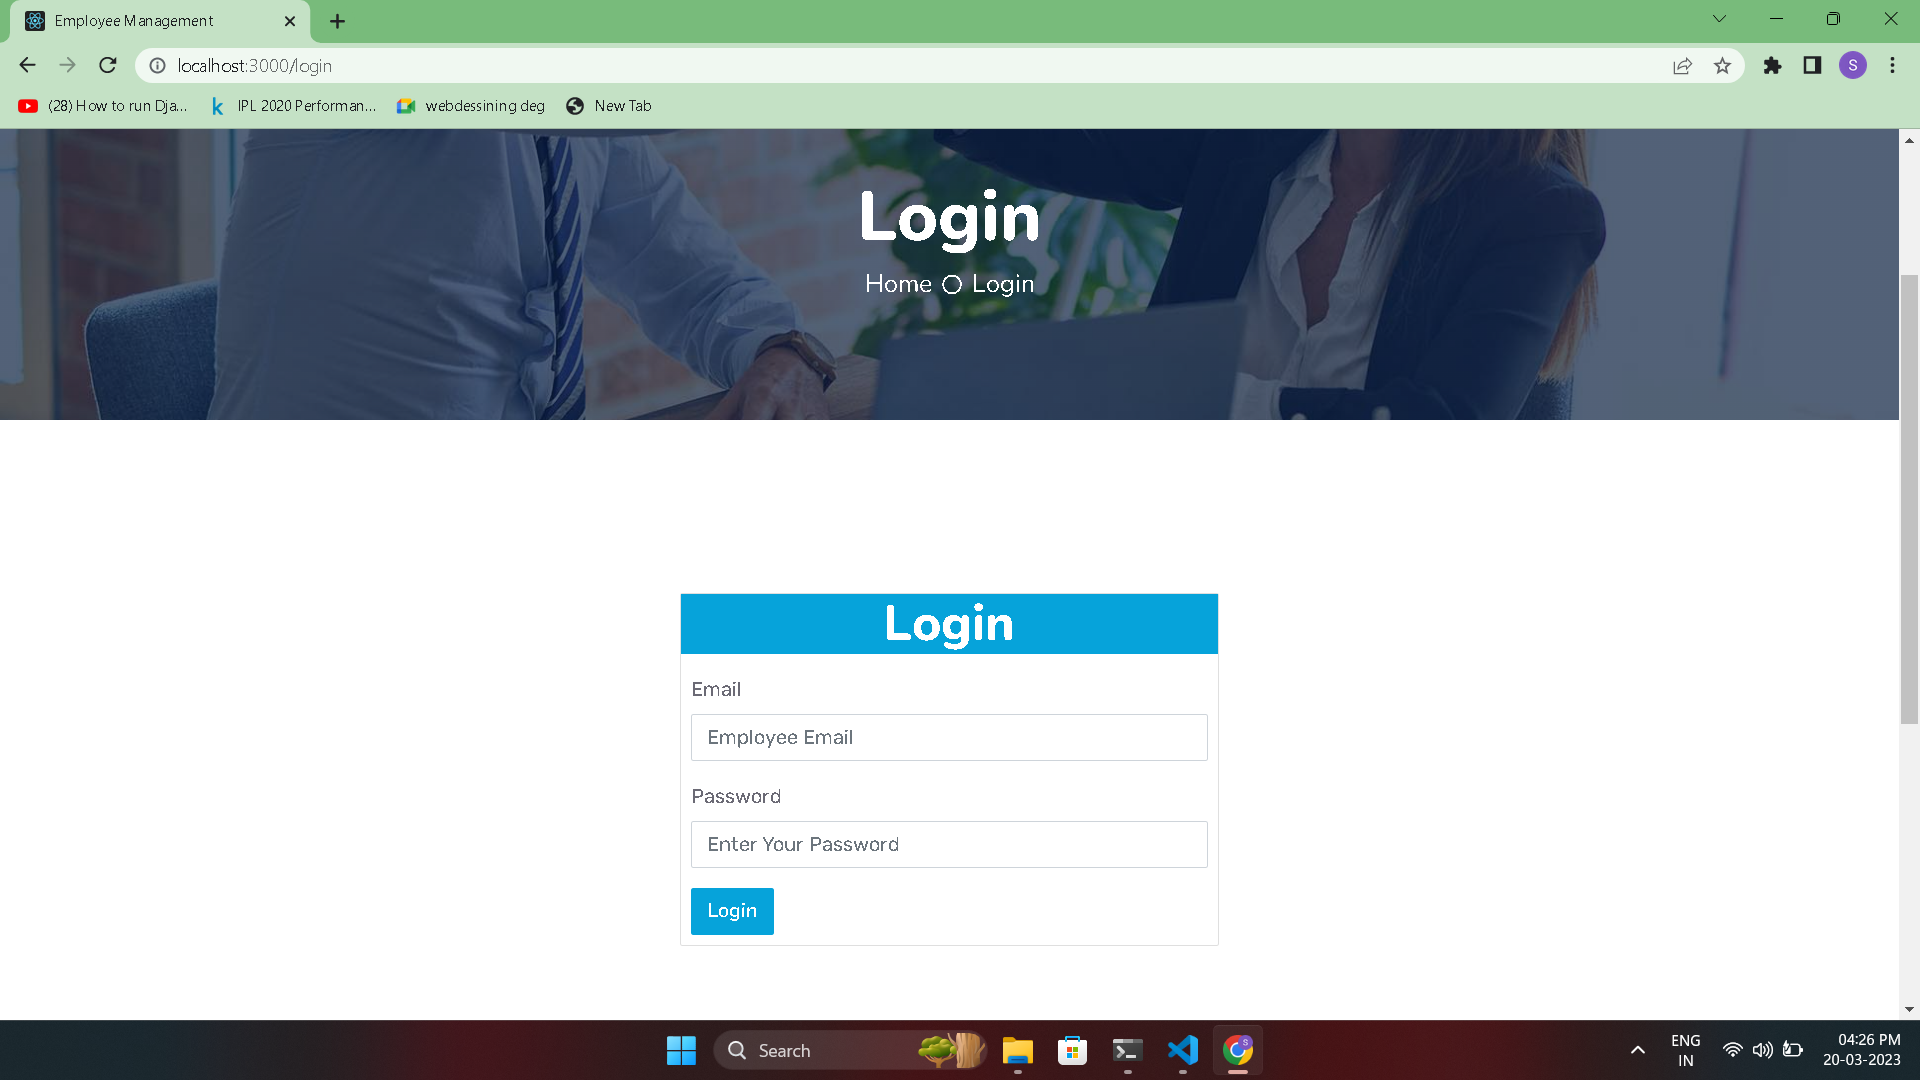 Employee Management
localhost:3000/login
S
(28) How to run Dja...
IPL 2020 Performan...
webdessining deg
New Tab
Login
Home Login
Login
Email
Employee Email
Password
Enter Your Password
Login
Search
S
ENG
IN
04:26 PM
20-03-2023